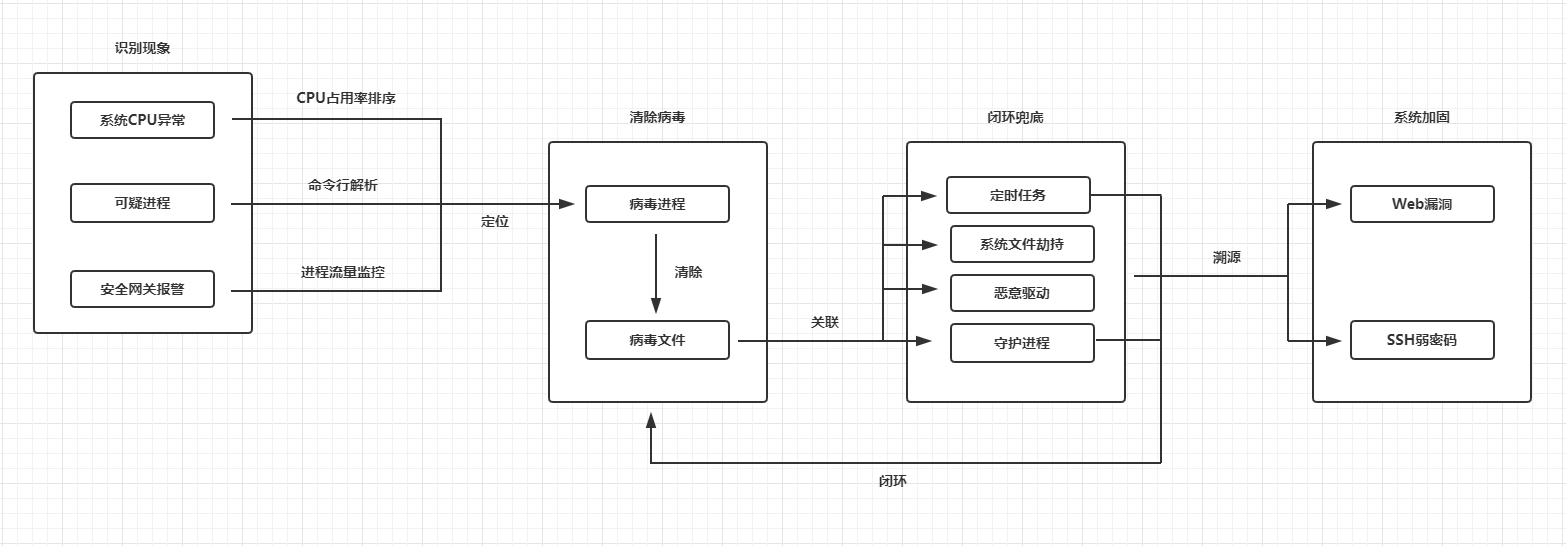 识别现象
系统CPU异常
可疑进程
安全网关报警
CPU占用率排序
命令行解析
进程流量监控
定位
清除病毒
病毒进程
清除
病毒文件
关联
闭环兜底
定时任务
系统文件劫持
恶意驱动
守护进程
闭环
溯源
系统加固
Web漏洞
SSH弱密码